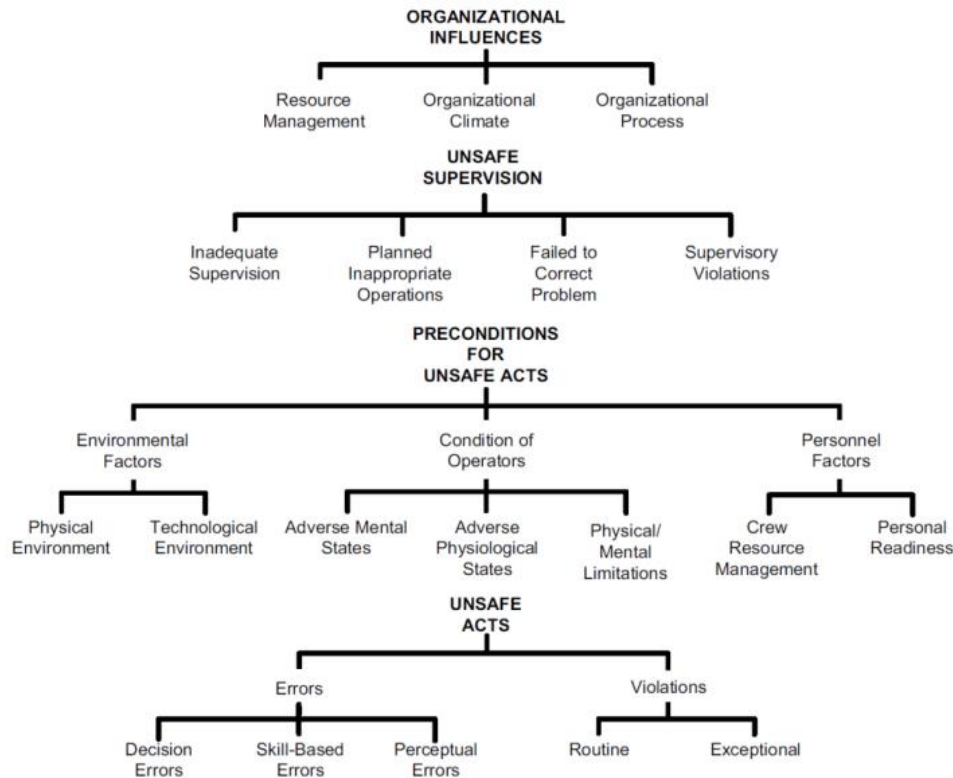 ORGANIZATIONAL
INFLUENCES
Resource
Management
Organizational
Climate
Organizational
Process
UNSAFE
SUPERVISION
Inadequate
Supervision
Planned
Inappropriate
Operations
Failed to
Correct
Problem
Supervisory
Violations
PRECONDITIONS
FOR
UNSAFE ACTS
Environmental
Factors
Condition of
Operators
Personnel
Factors
Physical
Environment
Technological
Environment
Adverse Mental
States
Adverse
Physiological
States
Physical/
Mental
Limitations
Crew
Resource
Management
Personal
Readiness
UNSAFE
ACTS
Errors
Violations
Decision
Errors
Skill-Based
Errors
Perceptual
Errors
Routine
Exceptional